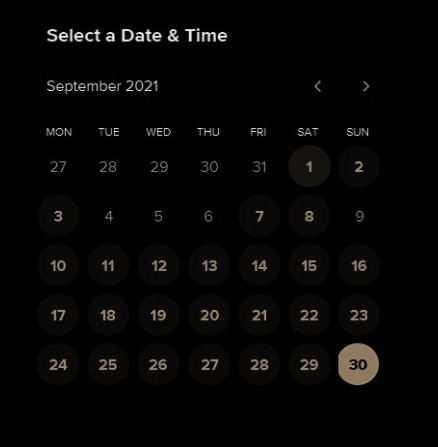 Select a Date & Time
September 2021
MON TUE WED THU FRI SAT SUN
27 28 29 30 31 1 2
3 4 5 6 7 8 9
10 11 12 13 14 15 16
17 18 19 20 21 22 23
24 25 26 27 28 29 30